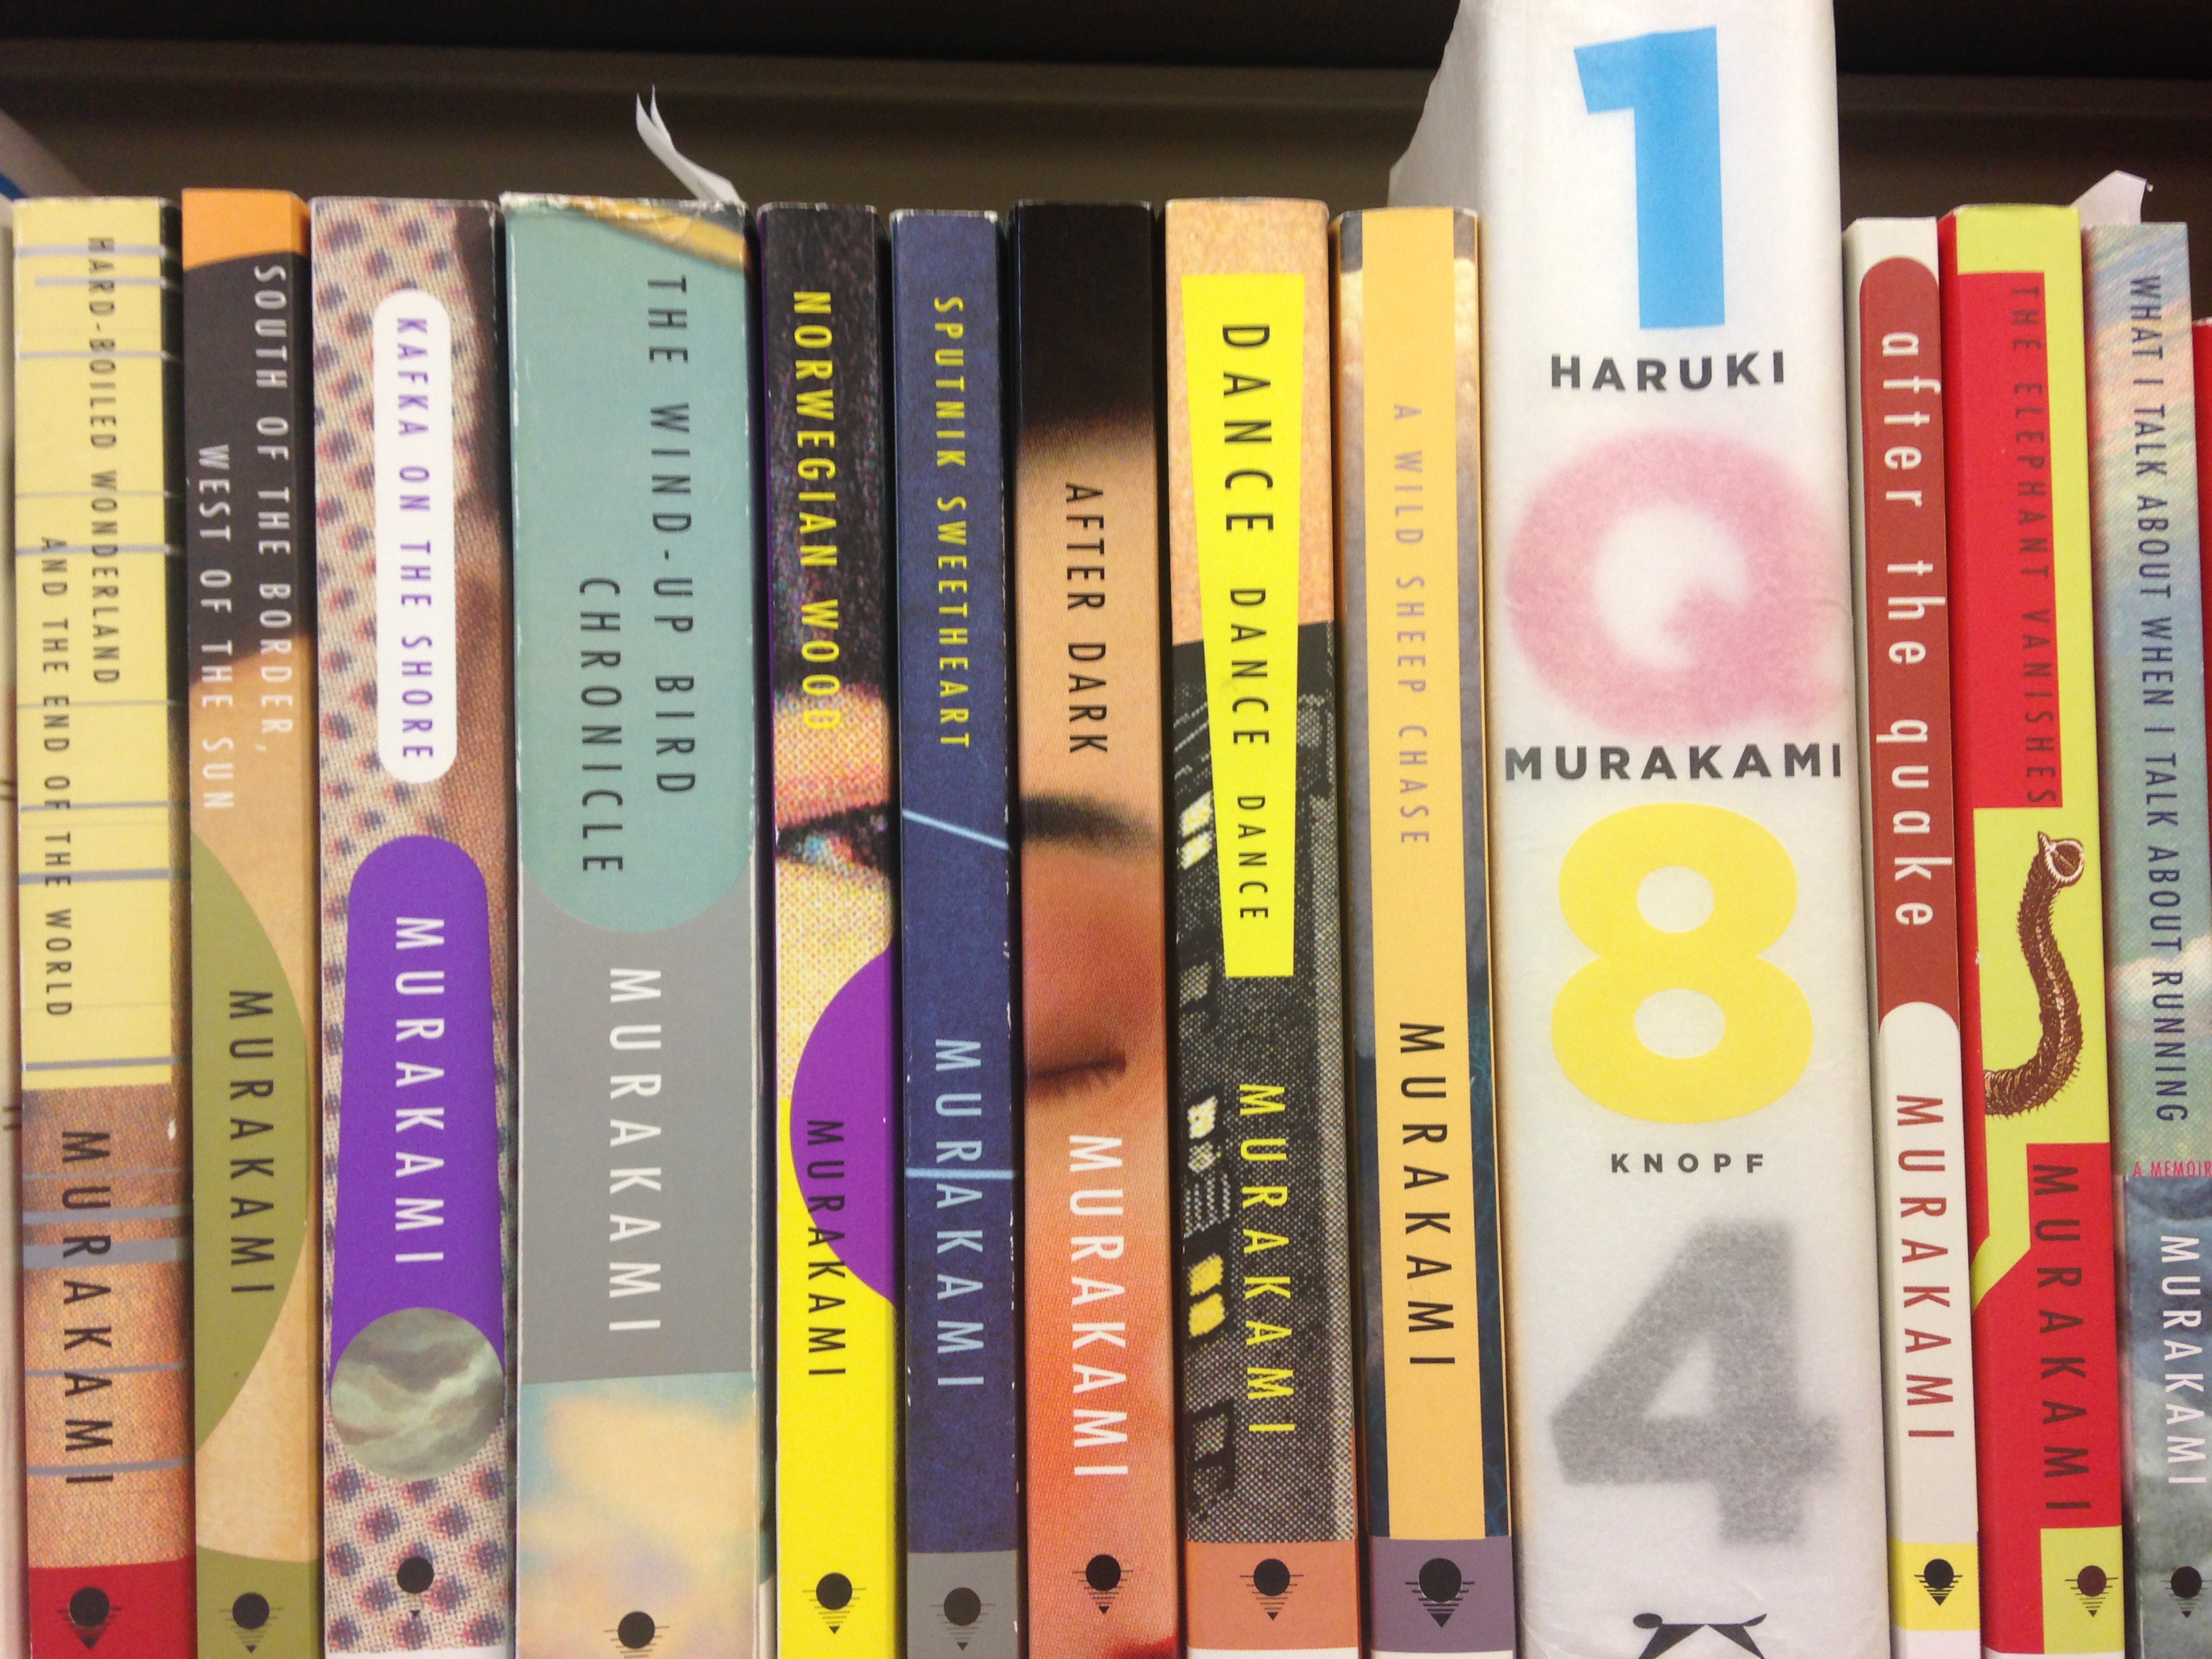 HARD-BOILED WONDERLAND
AND THE END OF THE WORLD
MURAKAMI
SOUTH OF THE BORDER,
WEST OF THE SUN
MURAKAMI
KAFKA ON THE SHORE
MURAKAMI
THE WIND-UP BIRD
CHRONICLE
MURAKAMI
NORWEGIAN WOOD
MURAKAMI
SPUTNIK SWEETHEART
MURAKAMI
AFTER DARK
MURAKAMI
DANCE DANCE DANCE
MURAKAMI
A WILD SHEEP CHASE
MURAKAMI
1
HARUKI
Q
MURAKAMI
8
KNOPF
4
after the quake
MURAKAMI
THE ELEPHANT VANISHES
MURAKAMI
WHAT I TALK ABOUT WHEN I TALK ABOUT RUNNING
A MEMOIR
MURAKAMI